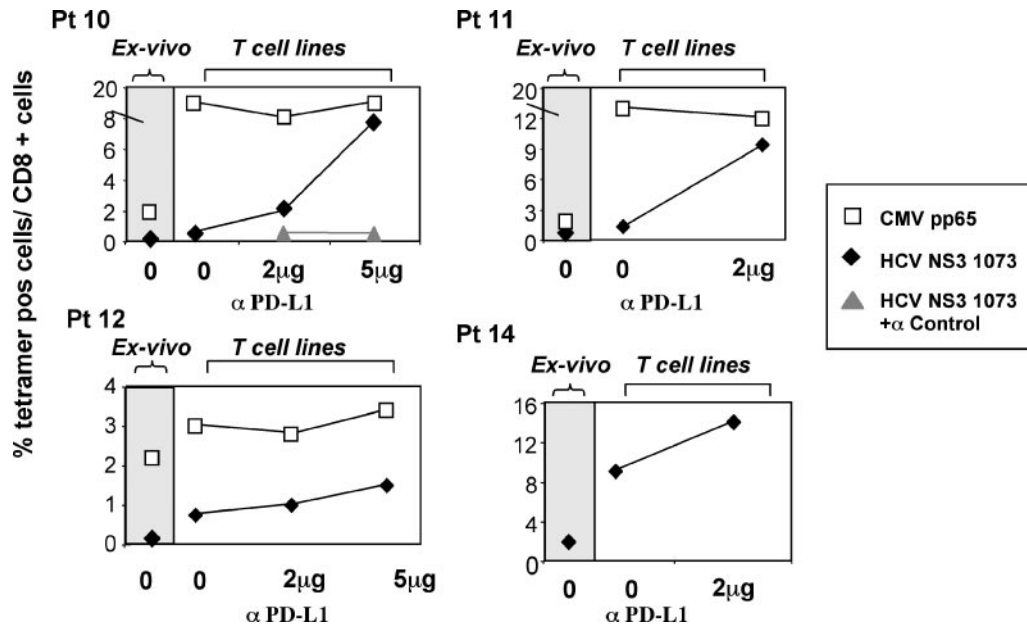 Pt 10
Ex-vivo T cell lines
20
8
6
4
2
0
0 0 2μg 5μg
α PD-L1
Pt 11
Ex-vivo T cell lines
20
12
9
6
3
0
0 0 2μg
α PD-L1
% tetramer pos cells/ CD8 + cells
CMV pp65
HCV NS3 1073
HCV NS3 1073
+α Control
Pt 12
Ex-vivo T cell lines
4
3
2
1
0
0 0 2μg 5μg
α PD-L1
Pt 14
Ex-vivo T cell lines
16
12
8
4
0
0 0 2μg
α PD-L1